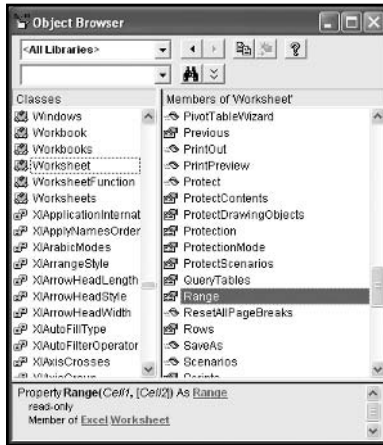 Object Browser
<All Libraries>
Classes
Windows
Workbook
Workbooks
Worksheet
WorksheetFunction
Worksheets
XlApplicationInternat
XlApplyNamesOrder
XlArabicModes
XlArrangeStyle
XlArrowHeadLength
XlArrowHeadStyle
XlArrowHeadWidth
XlAutoFillType
XlAutoFilterOperator
XlAxisCrosses
Members of 'Worksheet'
PivotTableWizard
Previous
PrintOut
PrintPreview
Protect
ProtectContents
ProtectDrawingObjects
Protection
ProtectionMode
ProtectScenarios
QueryTables
Range
ResetAllPageBreaks
Rows
SaveAs
Scenarios
Property Range(Cell1, [Cell2]) As Range
read-only
Member of Excel.Worksheet